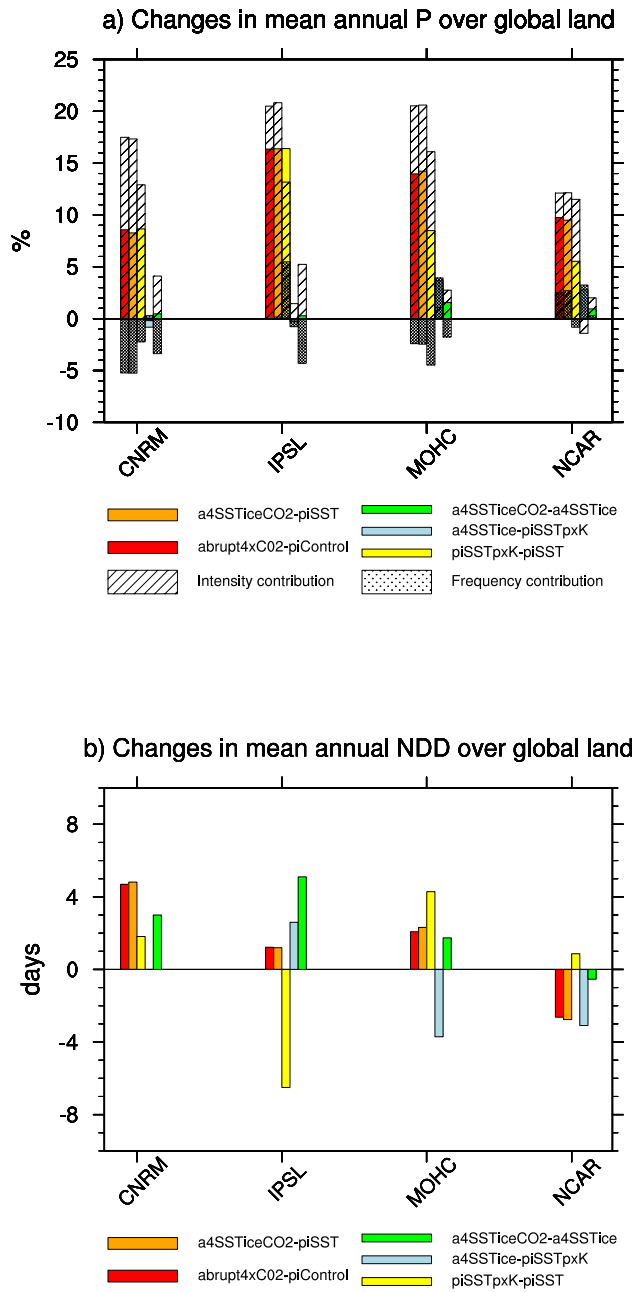 a) Changes in mean annual P over global land
25
20
15
10
5
0
-5
-10
%
CNRM
IPSL
MOHC
NCAR
a4SSTiceCO2-piSST
a4SSTiceCO2-a4SSTice
abrupt4xC02-piControl
a4SSTice-piSSTpxK
piSSTpxK-piSST
Intensity contribution
Frequency contribution
b) Changes in mean annual NDD over global land
8
4
0
-4
-8
days
CNRM
IPSL
MOHC
NCAR
a4SSTiceCO2-piSST
a4SSTiceCO2-a4SSTice
abrupt4xC02-piControl
a4SSTice-piSSTpxK
piSSTpxK-piSST